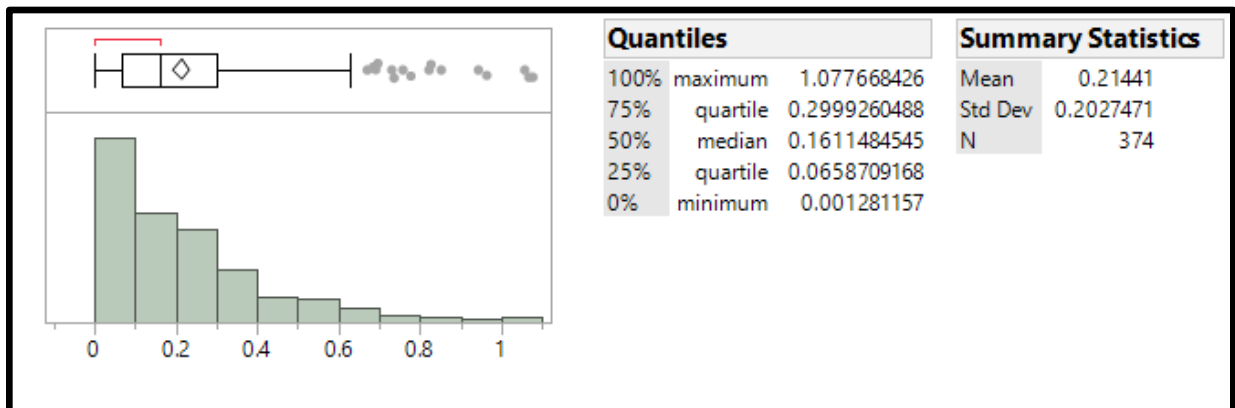 Quantiles
100% maximum 1.077668426
75% quartile 0.2999260488
50% median 0.1611484545
25% quartile 0.0658709168
0% minimum 0.001281157
Summary Statistics
Mean 0.21441
Std Dev 0.2027471
N 374
0 0.2 0.4 0.6 0.8 1